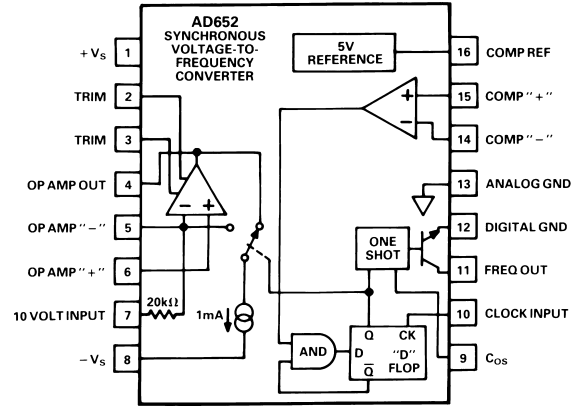 AD652
SYNCHRONOUS
VOLTAGE-TO-
FREQUENCY
CONVERTER
5V
REFERENCE
+VS 1
TRIM 2
TRIM 3
OP AMP OUT 4
OP AMP "–" 5
OP AMP "+" 6
10 VOLT INPUT 7
–VS 8
16 COMP REF
15 COMP "+"
14 COMP "–"
13 ANALOG GND
12 DIGITAL GND
11 FREQ OUT
10 CLOCK INPUT
9 COS
+
–
– +
20kΩ
1mA
ONE
SHOT
AND
Q CK
D "D"
Q̅ FLOP